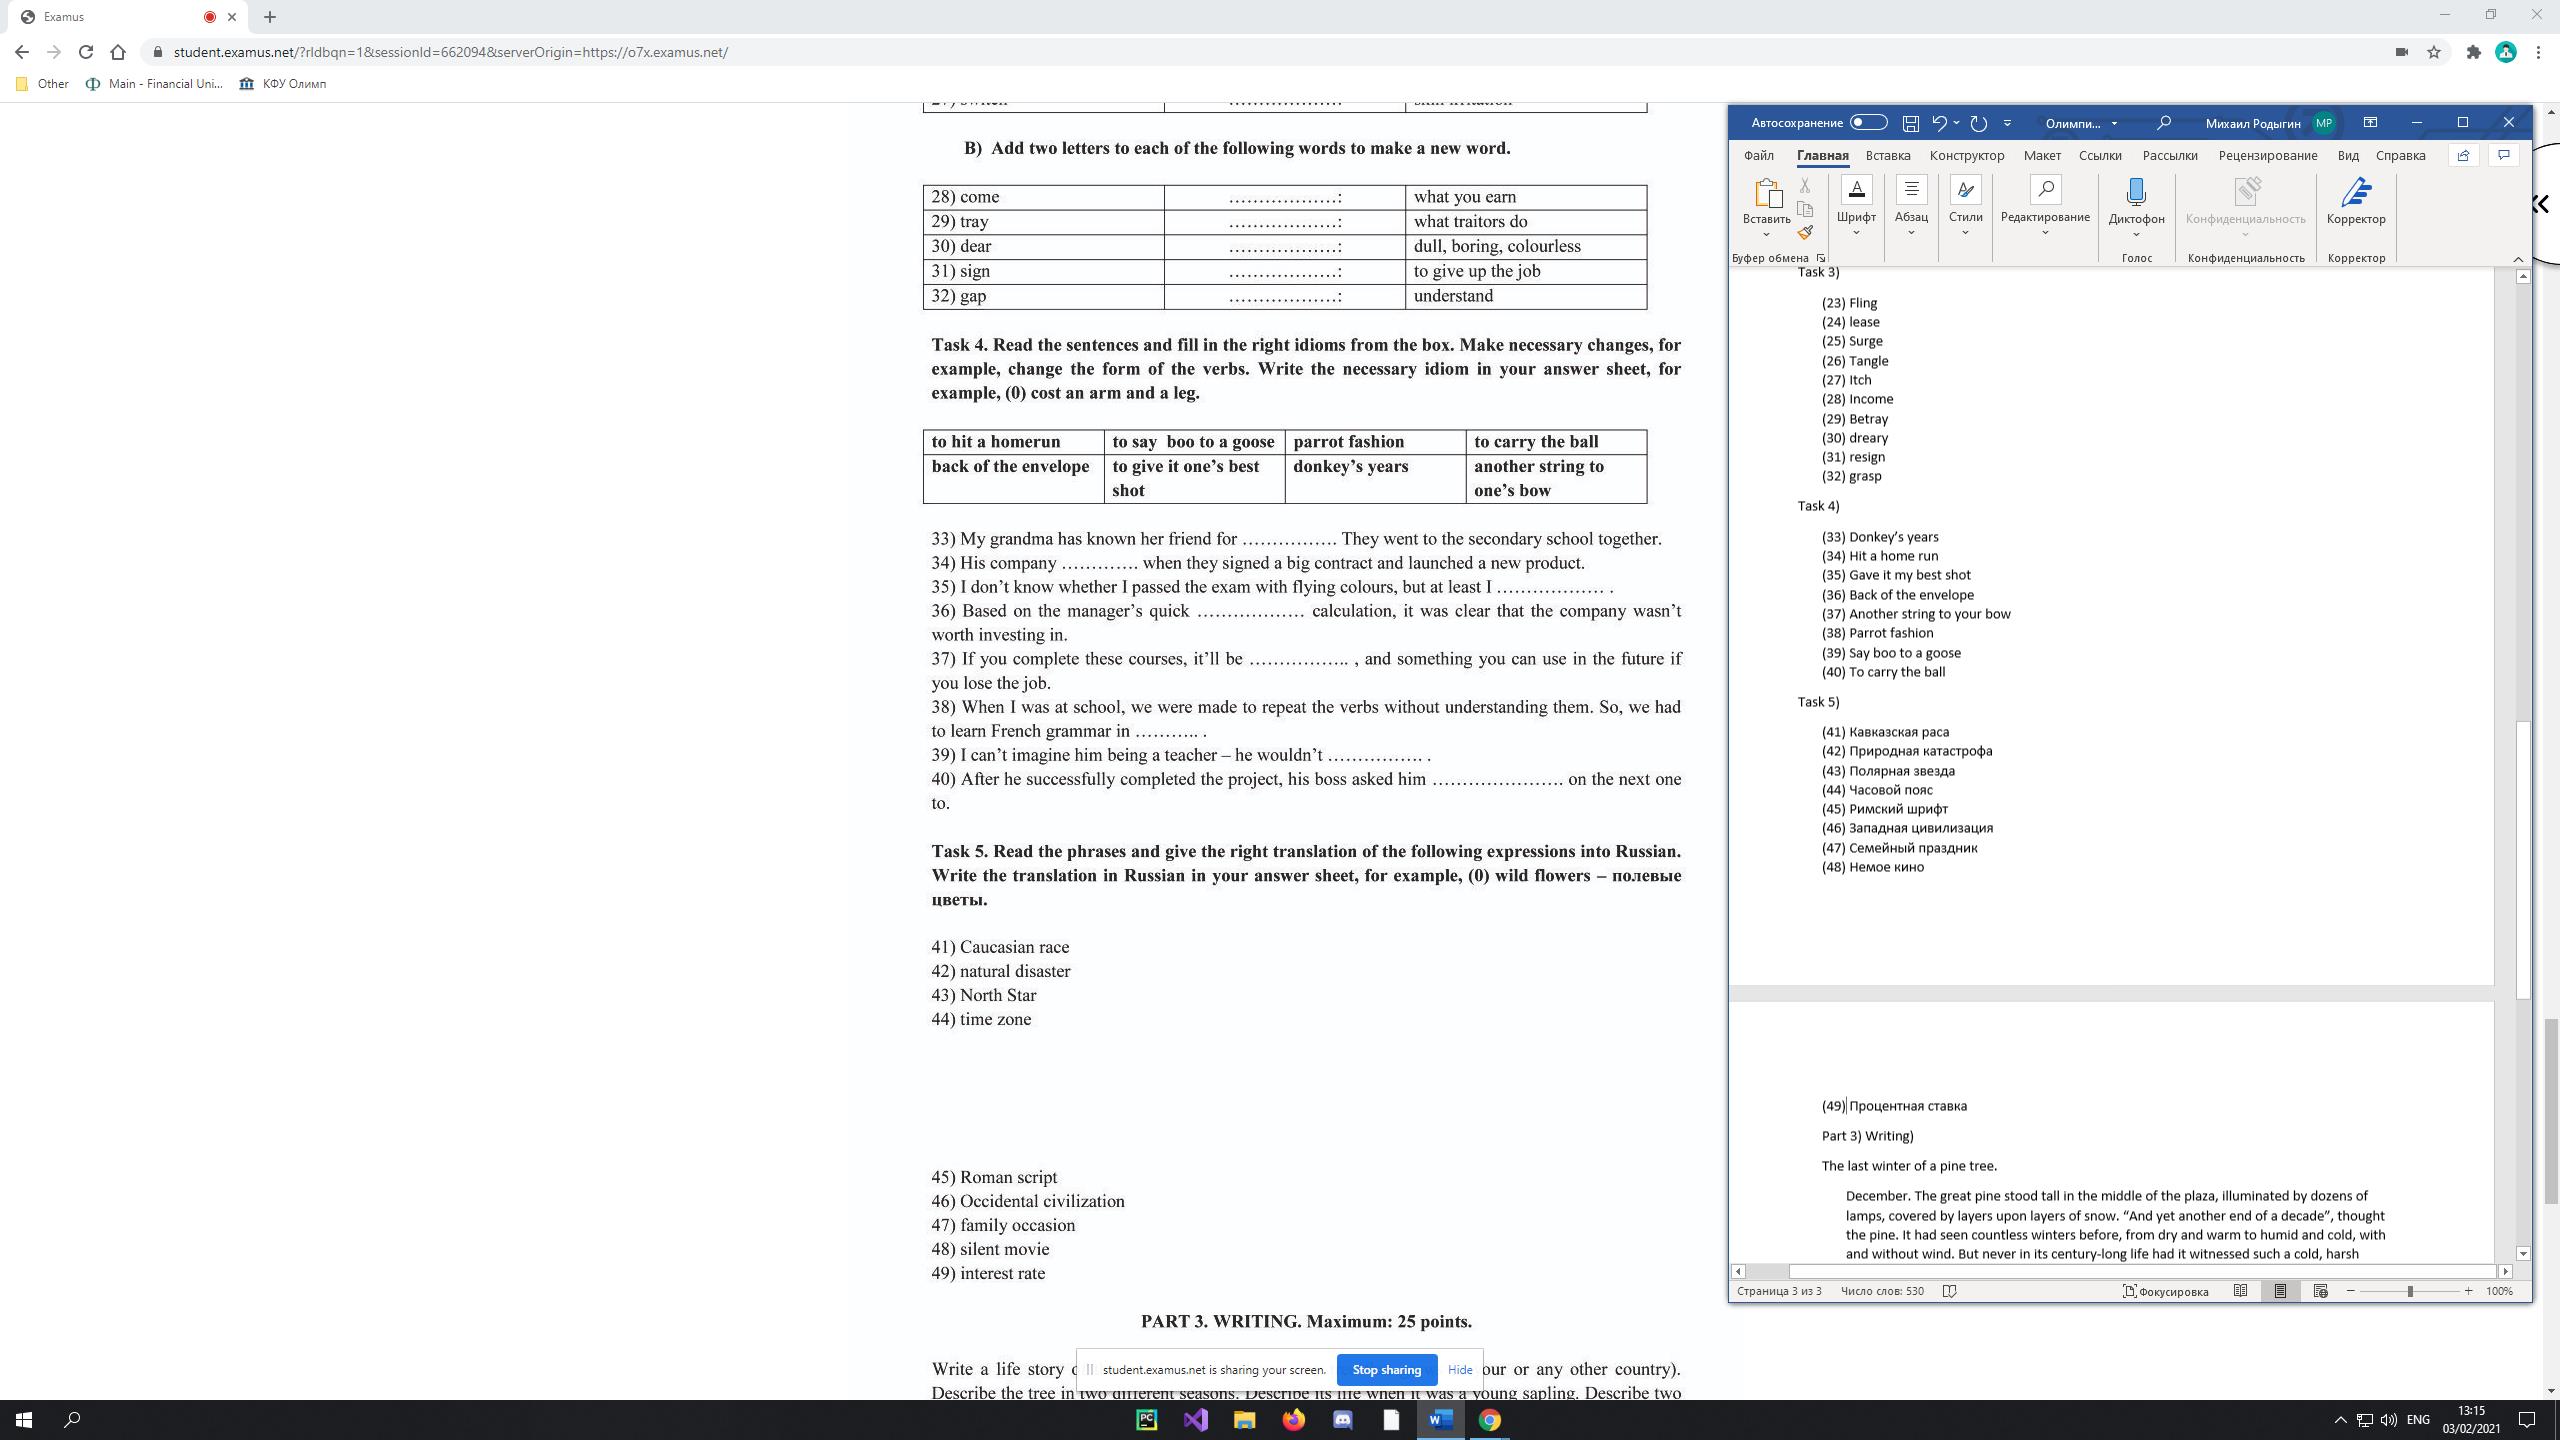 Examus
student.examus.net/?rldbqn=1&sessionId=662094&serverOrigin=https://o7x.examus.net/
Other
Main - Financial Uni...
КФУ Олимп
B) Add two letters to each of the following words to make a new word.
28) come ………………: what you earn
29) tray ………………: what traitors do
30) dear ………………: dull, boring, colourless
31) sign ………………: to give up the job
32) gap ………………: understand
Task 4. Read the sentences and fill in the right idioms from the box. Make necessary changes, for
example, change the form of the verbs. Write the necessary idiom in your answer sheet, for
example, (0) cost an arm and a leg.
to hit a homerun
to say boo to a goose
parrot fashion
to carry the ball
back of the envelope
to give it one’s best
shot
donkey’s years
another string to
one’s bow
33) My grandma has known her friend for ……………. They went to the secondary school together.
34) His company …………. when they signed a big contract and launched a new product.
35) I don’t know whether I passed the exam with flying colours, but at least I ……………… .
36) Based on the manager’s quick ……………… calculation, it was clear that the company wasn’t
worth investing in.
37) If you complete these courses, it’ll be …………….. , and something you can use in the future if
you lose the job.
38) When I was at school, we were made to repeat the verbs without understanding them. So, we had
to learn French grammar in ……….. .
39) I can’t imagine him being a teacher – he wouldn’t ……………. .
40) After he successfully completed the project, his boss asked him …………………. on the next one
to.
Task 5. Read the phrases and give the right translation of the following expressions into Russian.
Write the translation in Russian in your answer sheet, for example, (0) wild flowers – полевые
цветы.
41) Caucasian race
42) natural disaster
43) North Star
44) time zone
45) Roman script
46) Occidental civilization
47) family occasion
48) silent movie
49) interest rate
PART 3. WRITING. Maximum: 25 points.
Write a life story
our or any other country).
Describe the tree in two different seasons. Describe its life when it was a young sapling. Describe two
student.examus.net is sharing your screen.
Stop sharing
Hide
Автосохранение
Олимпи...
Михаил Родыгин
МР
Файл
Главная
Вставка
Конструктор
Макет
Ссылки
Рассылки
Рецензирование
Вид
Справка
Вставить
Шрифт
Абзац
Стили
Редактирование
Диктофон
Конфиденциальность
Корректор
Буфер обмена
Голос
Конфиденциальность
Корректор
Task 3)
(23) Fling
(24) lease
(25) Surge
(26) Tangle
(27) Itch
(28) Income
(29) Betray
(30) dreary
(31) resign
(32) grasp
Task 4)
(33) Donkey’s years
(34) Hit a home run
(35) Gave it my best shot
(36) Back of the envelope
(37) Another string to your bow
(38) Parrot fashion
(39) Say boo to a goose
(40) To carry the ball
Task 5)
(41) Кавказская раса
(42) Природная катастрофа
(43) Полярная звезда
(44) Часовой пояс
(45) Римский шрифт
(46) Западная цивилизация
(47) Семейный праздник
(48) Немое кино
(49) Процентная ставка
Part 3) Writing)
The last winter of a pine tree.
December. The great pine stood tall in the middle of the plaza, illuminated by dozens of
lamps, covered by layers upon layers of snow. “And yet another end of a decade”, thought
the pine. It had seen countless winters before, from dry and warm to humid and cold, with
and without wind. But never in its century-long life had it witnessed such a cold, harsh
Страница 3 из 3
Число слов: 530
Фокусировка
100%
PC
ENG
13:15
03/02/2021